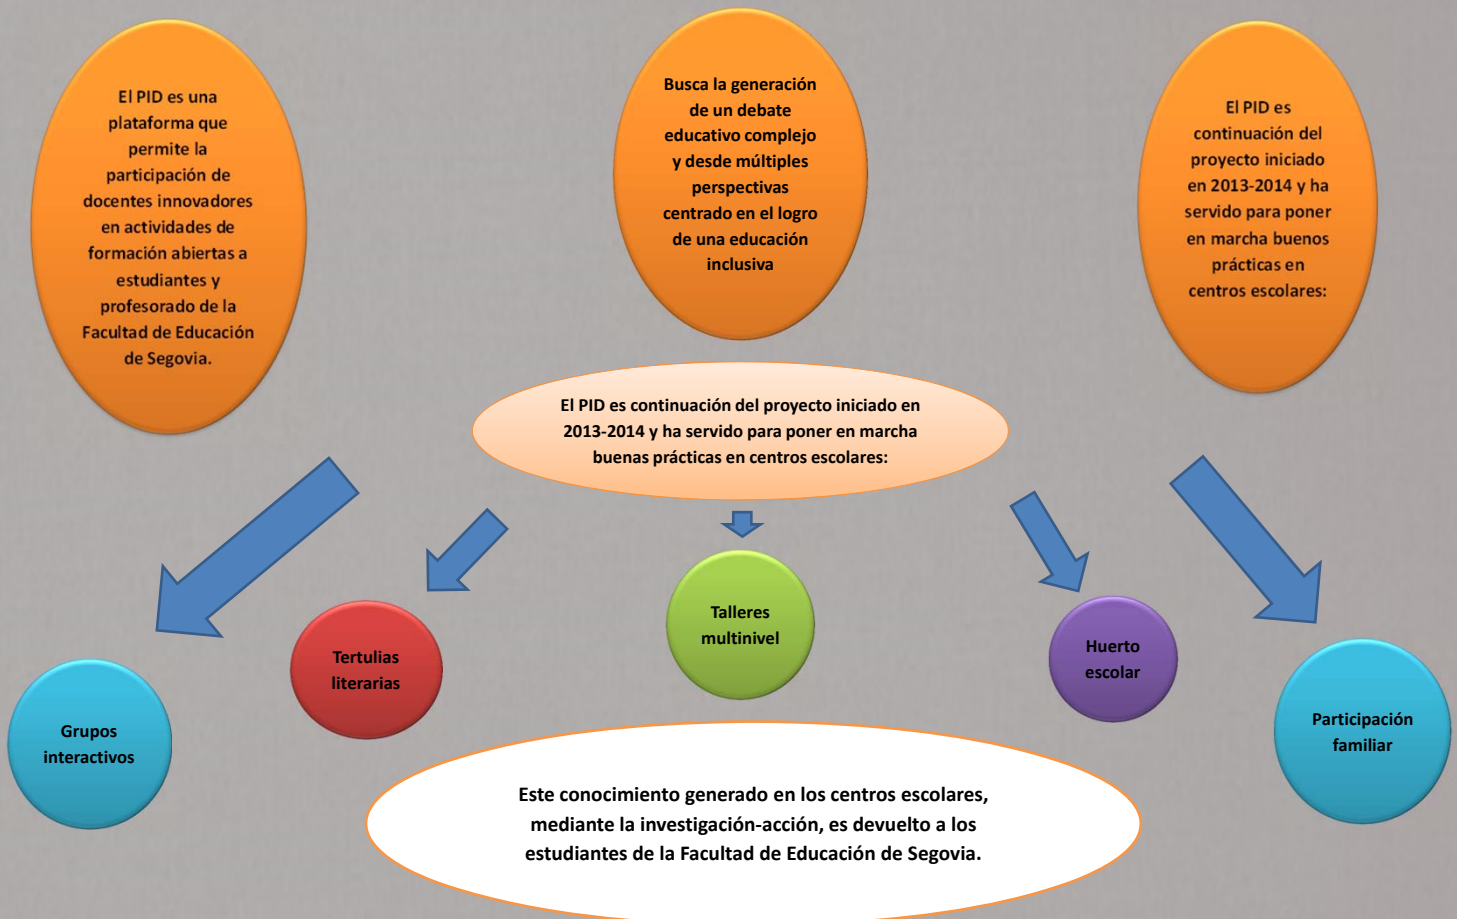 El PID es una
plataforma que
permite la
participación de
docentes innovadores
en actividades de
formación abiertas a
estudiantes y
profesorado de la
Facultad de Educación
de Segovia.
Busca la generación
de un debate
educativo complejo
y desde múltiples
perspectivas
centrado en el logro
de una educación
inclusiva
El PID es
continuación del
proyecto iniciado
en 2013-2014 y ha
servido para poner
en marcha buenos
prácticas en
centros escolares:
El PID es continuación del proyecto iniciado en
2013-2014 y ha servido para poner en marcha
buenas prácticas en centros escolares:
Grupos
interactivos
Tertulias
literarias
Talleres
multinivel
Huerto
escolar
Participación
familiar
Este conocimiento generado en los centros escolares,
mediante la investigación-acción, es devuelto a los
estudiantes de la Facultad de Educación de Segovia.